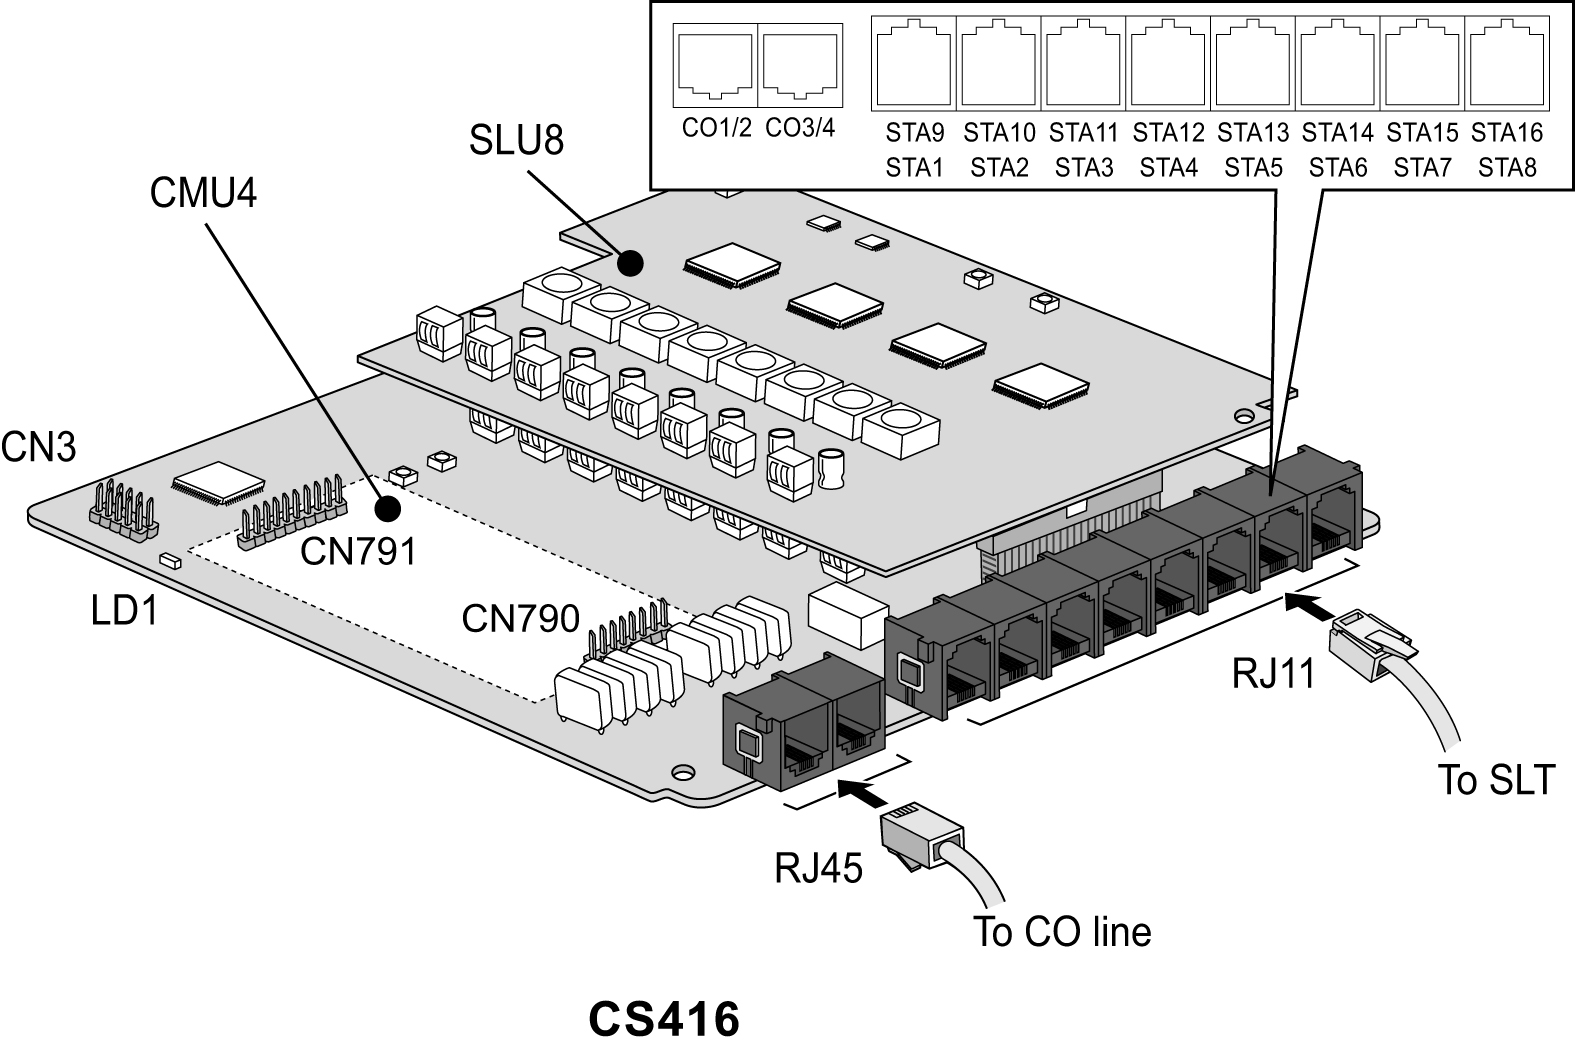 CO1/2 CO3/4 STA9 STA10 STA11 STA12 STA13 STA14 STA15 STA16
STA1 STA2 STA3 STA4 STA5 STA6 STA7 STA8
SLU8
CMU4
CN3
CN791
LD1
CN790
RJ11
To SLT
RJ45
To CO line
CS416